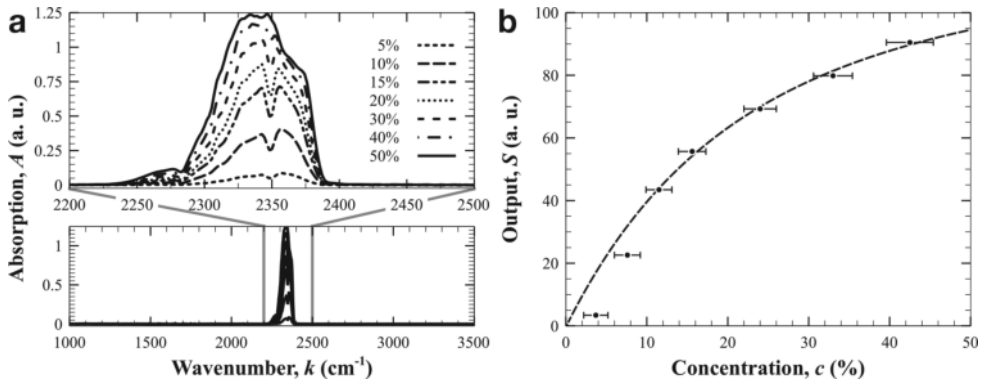 a
Absorption, A (a. u.)
1.25
1
0.75
0.5
0.25
0
5%
10%
15%
20%
30%
40%
50%
2200 2250 2300 2350 2400 2450 2500
1
0.5
0
1000 1500 2000 2500 3000 3500
Wavenumber, k (cm⁻¹)
b
Output, S (a. u.)
100
80
60
40
20
0
0 10 20 30 40 50
Concentration, c (%)